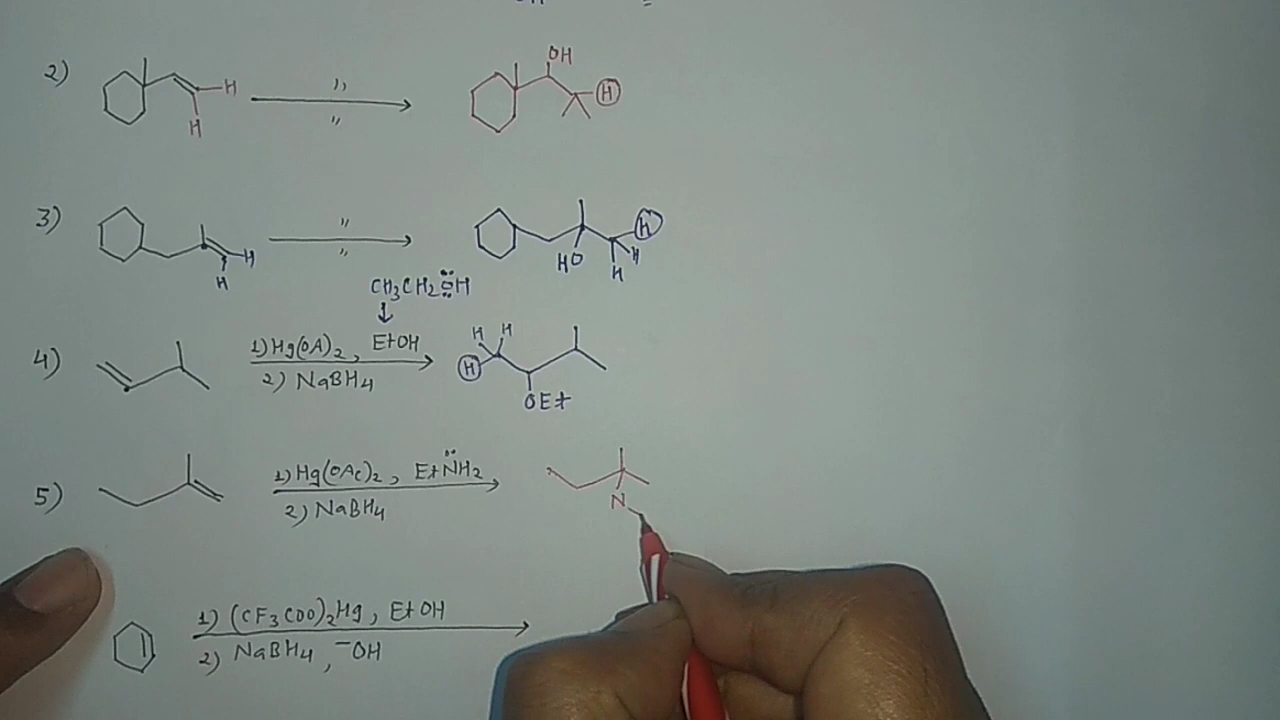 OH
2)
H
H
"
"
OH
H
3)
H
H
"
"
HO
H
H
H
CH3CH2ÖH
4)
1) Hg(OA)2, EtOH
2) NaBH4
H
H
H
OEt
5)
1) Hg(OAc)2, EtNH2
2) NaBH4
N
1) (CF3COO)2Hg, EtOH
2) NaBH4, ⁻OH